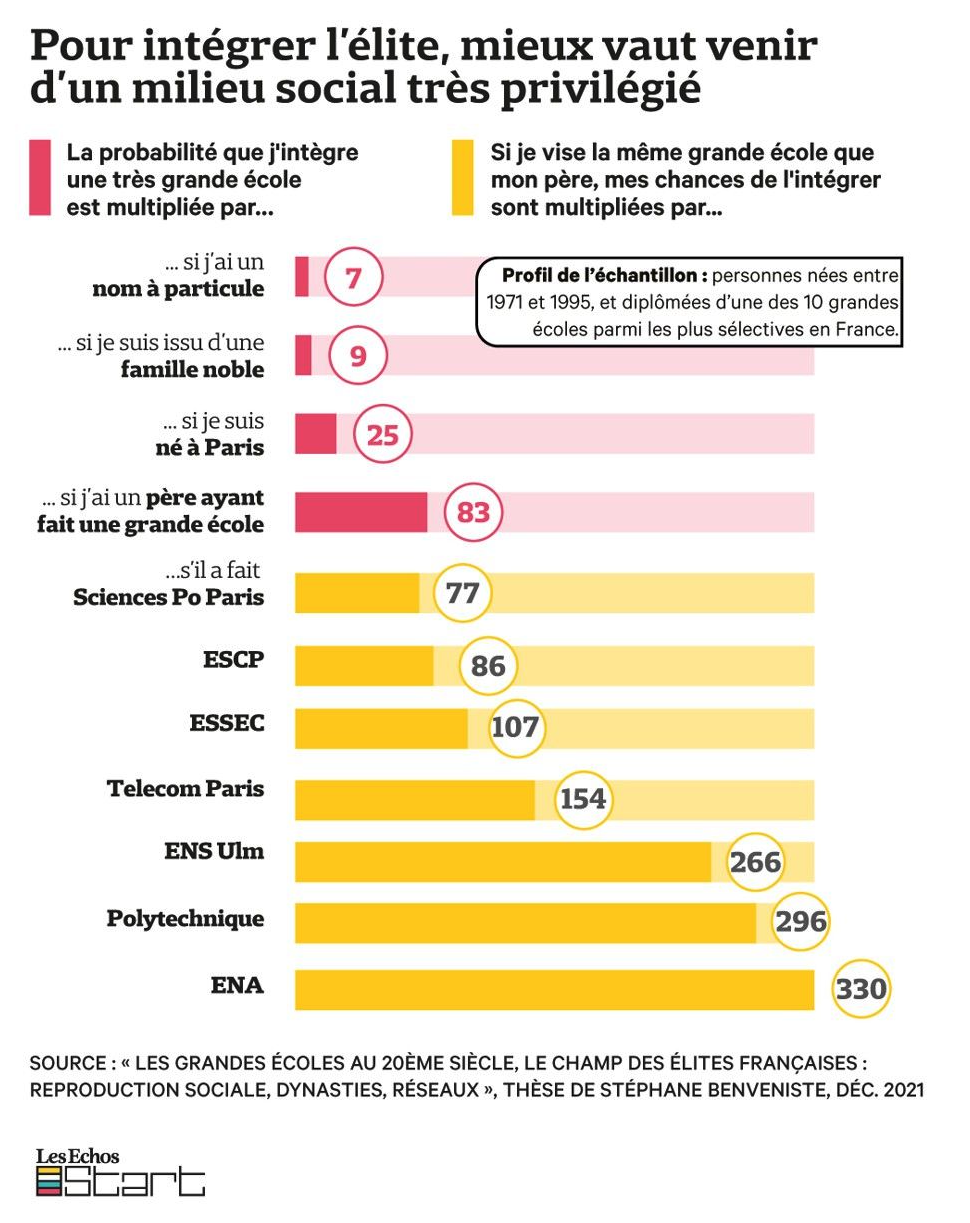 Pour intégrer l'élite, mieux vaut venir
d'un milieu social très privilégié
La probabilité que j'intègre
une très grande école
est multipliée par...
Si je vise la même grande école que
mon père, mes chances de l'intégrer
sont multipliées par...
... si j'ai un
nom à particule
7
Profil de l'échantillon : personnes nées entre
1971 et 1995, et diplômées d'une des 10 grandes
écoles parmi les plus sélectives en France.
... si je suis issu d'une
famille noble
9
... si je suis
né à Paris
25
... si j'ai un père ayant
fait une grande école
83
...s'il a fait
Sciences Po Paris
77
ESCP
86
ESSEC
107
Telecom Paris
154
ENS Ulm
266
Polytechnique
296
ENA
330
SOURCE : « LES GRANDES ÉCOLES AU 20ÈME SIÈCLE, LE CHAMP DES ÉLITES FRANÇAISES :
REPRODUCTION SOCIALE, DYNASTIES, RÉSEAUX », THÈSE DE STÉPHANE BENVENISTE, DÉC. 2021
Les Echos
Start